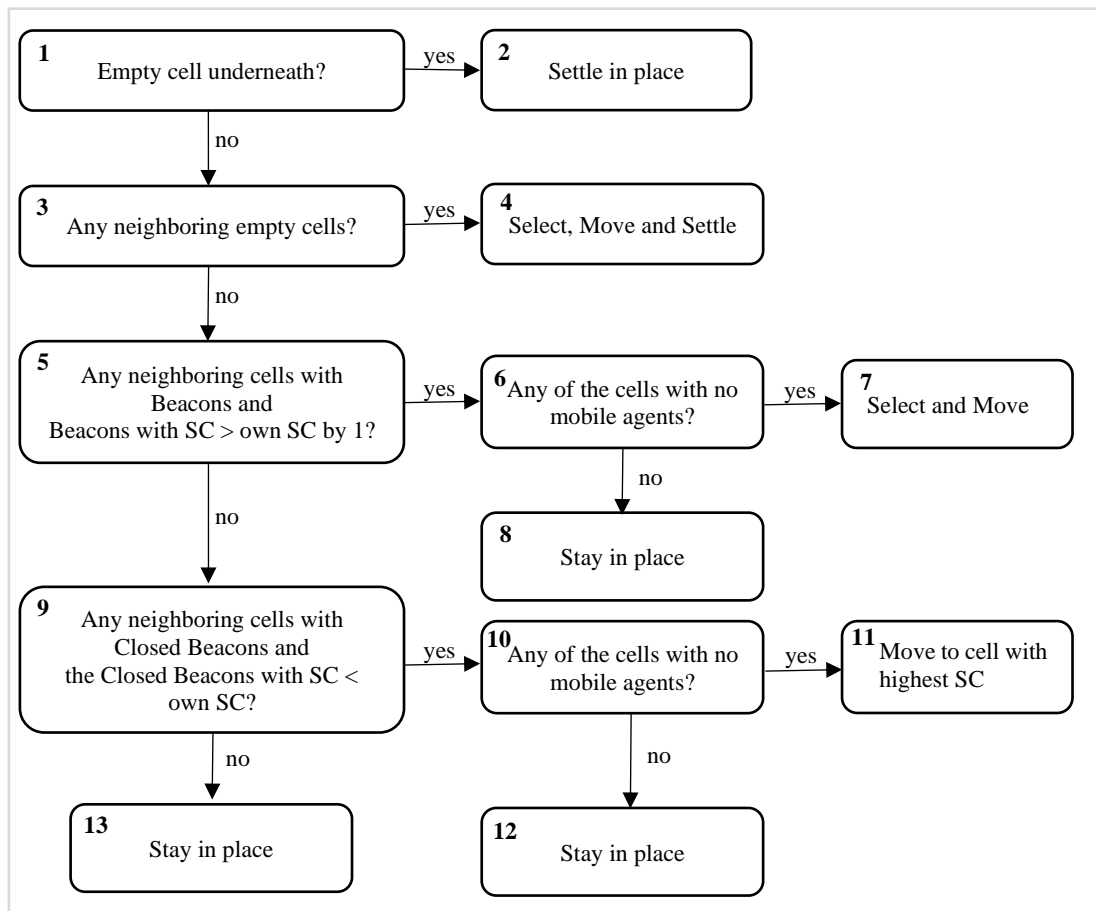 1
Empty cell underneath?
yes
2
Settle in place
no
3
Any neighboring empty cells?
yes
4
Select, Move and Settle
no
5
Any neighboring cells with
Beacons and
Beacons with SC > own SC by 1?
yes
6
Any of the cells with no
mobile agents?
yes
7
Select and Move
no
8
Stay in place
no
9
Any neighboring cells with
Closed Beacons and
the Closed Beacons with SC <
own SC?
yes
10
Any of the cells with no
mobile agents?
yes
11
Move to cell with
highest SC
no
12
Stay in place
no
13
Stay in place